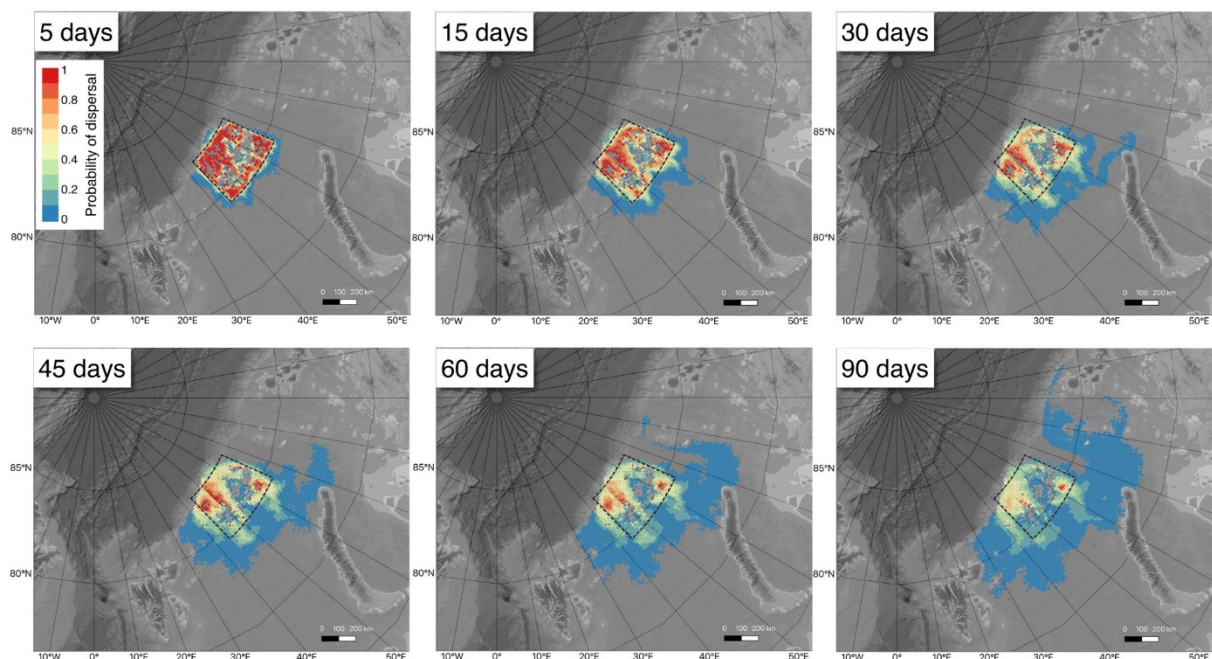 5 days
15 days
30 days
1
0.8
0.6
0.4
0.2
0
Probability of dispersal
85°N
85°N
85°N
80°N
80°N
80°N
0 100 200 km
0 100 200 km
0 100 200 km
10°W 0° 10°E 20°E 30°E 40°E 50°E
10°W 0° 10°E 20°E 30°E 40°E 50°E
10°W 0° 10°E 20°E 30°E 40°E 50°E
45 days
60 days
90 days
85°N
85°N
85°N
80°N
80°N
80°N
0 100 200 km
0 100 200 km
0 100 200 km
10°W 0° 10°E 20°E 30°E 40°E 50°E
10°W 0° 10°E 20°E 30°E 40°E 50°E
10°W 0° 10°E 20°E 30°E 40°E 50°E